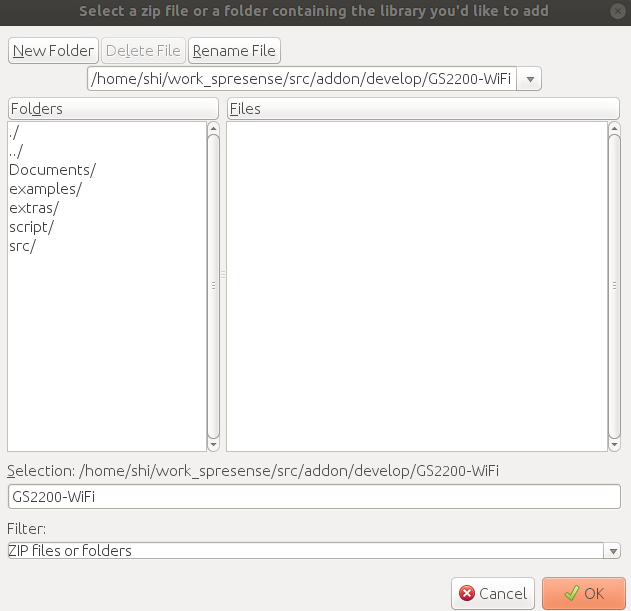 Select a zip file or a folder containing the library you'd like to add
New Folder Delete File Rename File
/home/shi/work_spresense/src/addon/develop/GS2200-WiFi
Folders Files
./
../
Documents/
examples/
extras/
script/
src/
Selection: /home/shi/work_spresense/src/addon/develop/GS2200-WiFi
GS2200-WiFi
Filter:
ZIP files or folders
Cancel OK